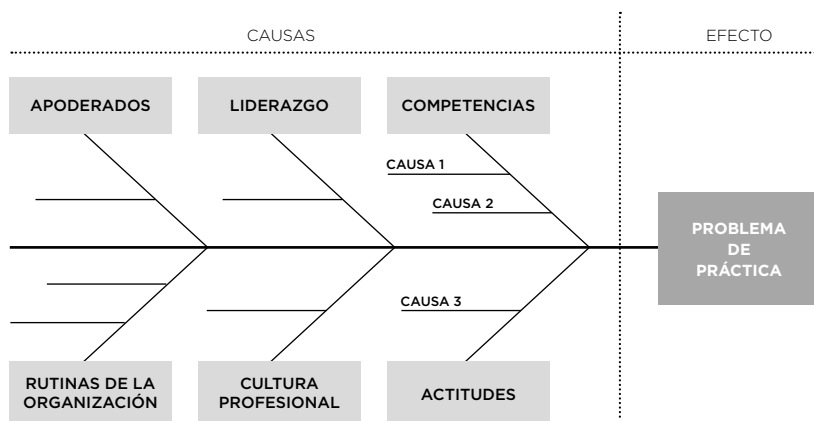 CAUSAS
EFECTO
APODERADOS
LIDERAZGO
COMPETENCIAS
CAUSA 1
CAUSA 2
PROBLEMA
DE
PRÁCTICA
CAUSA 3
RUTINAS DE LA
ORGANIZACIÓN
CULTURA
PROFESIONAL
ACTITUDES